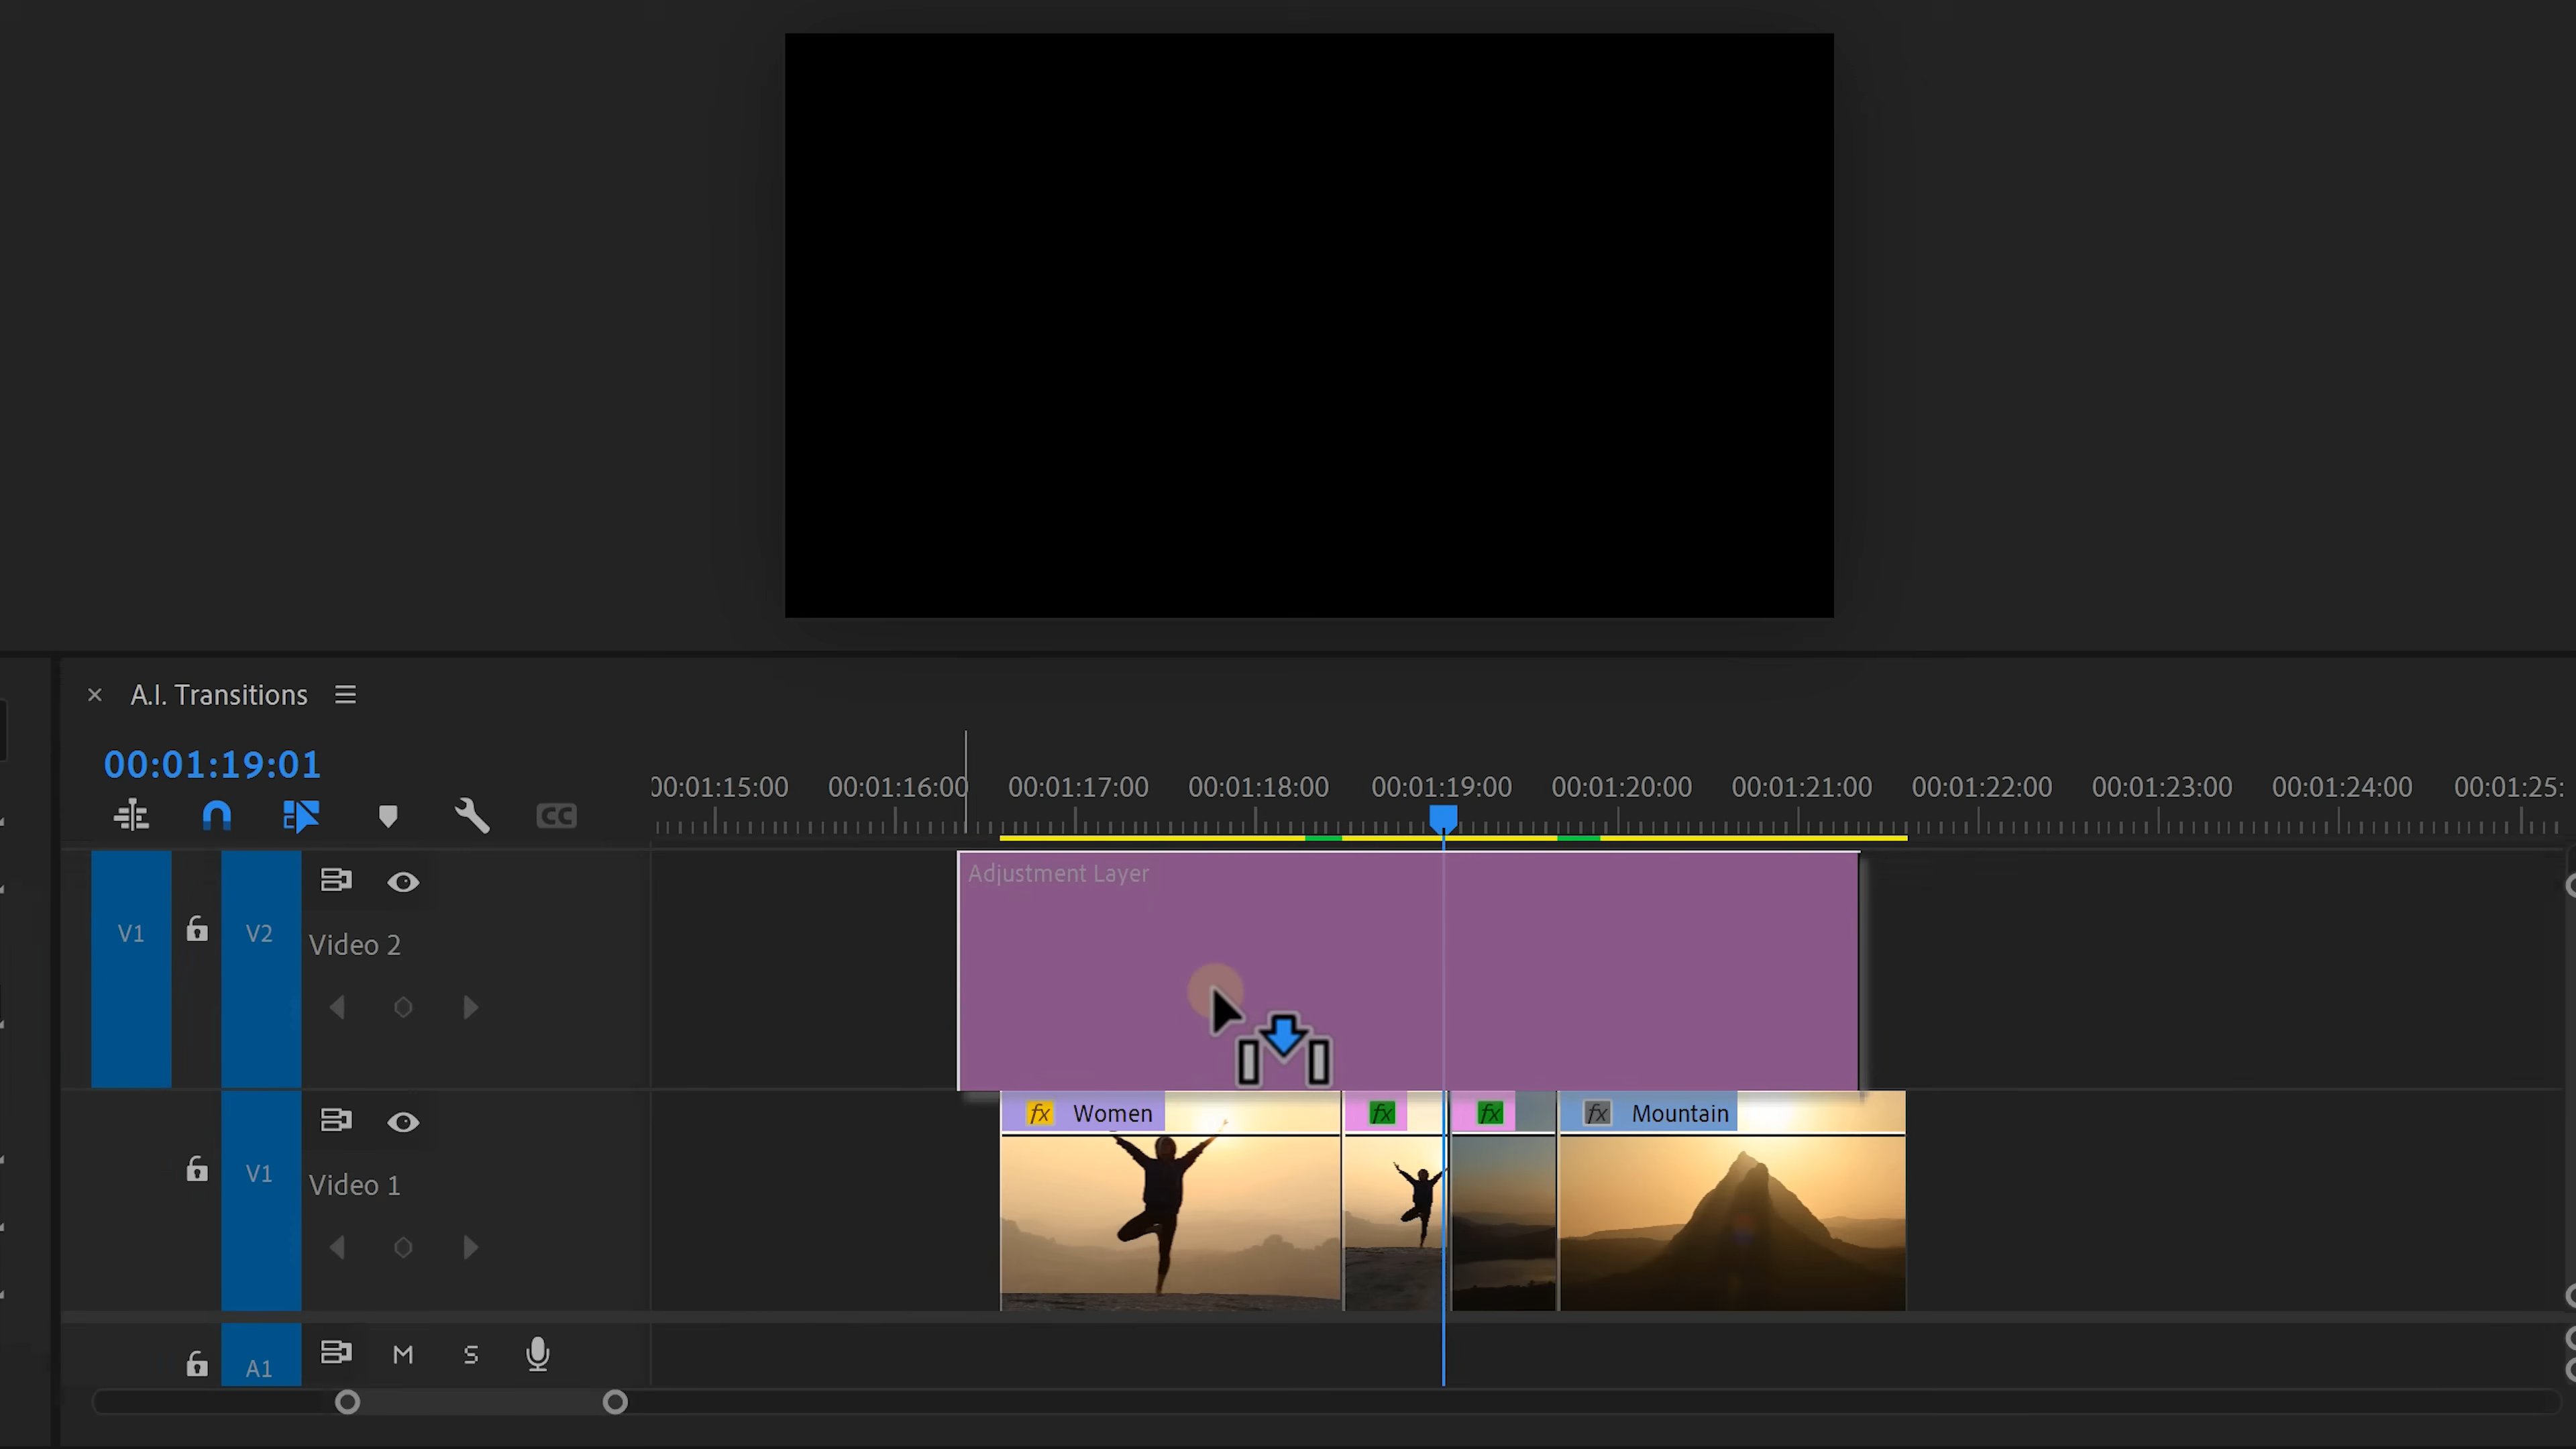 A.I. Transitions
00:01:19:01
00:01:15:00 00:01:16:00 00:01:17:00 00:01:18:00 00:01:19:00 00:01:20:00 00:01:21:00 00:01:22:00 00:01:23:00 00:01:24:00 00:01:25:
CC
Adjustment Layer
V1 V2 Video 2
fx Women fx fx fx Mountain
V1 Video 1
A1 M S